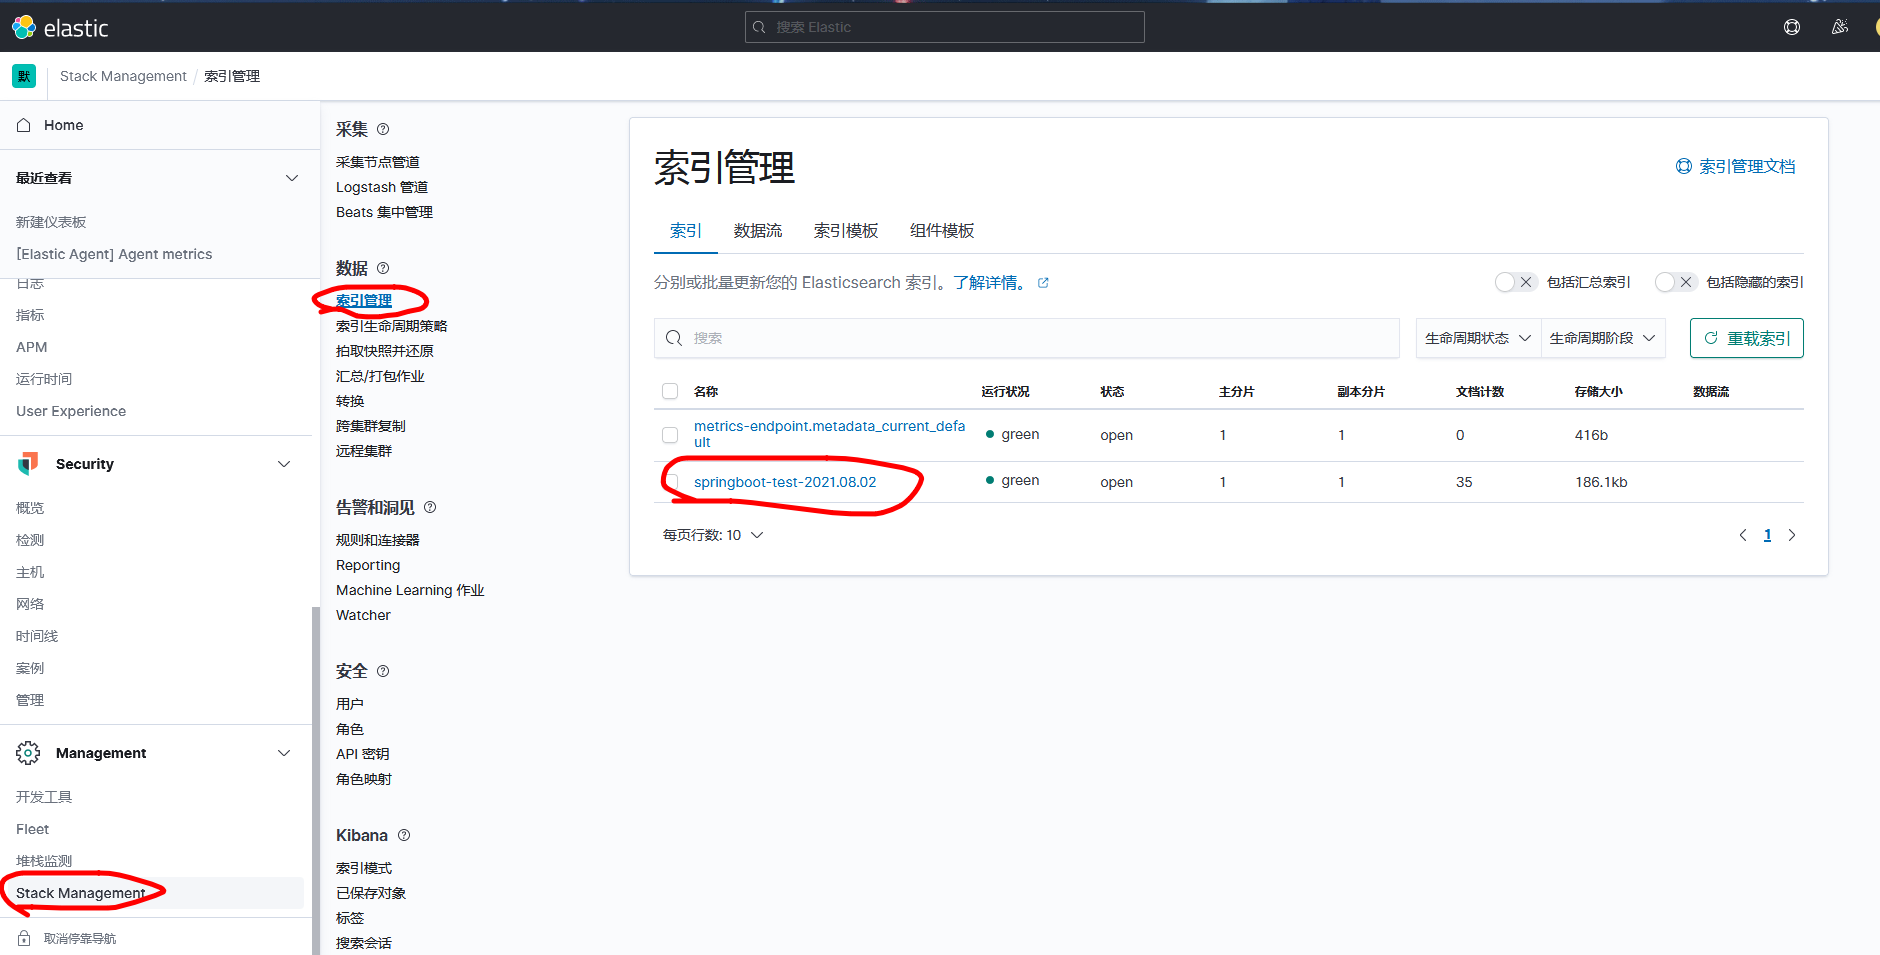 elastic
搜索 Elastic
默
Stack Management / 索引管理
Home
最近查看
新建仪表板
[Elastic Agent] Agent metrics
日志
指标
APM
运行时间
User Experience
Security
概览
检测
主机
网络
时间线
案例
管理
Management
开发工具
Fleet
堆栈监测
Stack Management
取消停靠导航
采集
采集节点管道
Logstash 管道
Beats 集中管理
数据
索引管理
索引生命周期策略
拍取快照并还原
汇总/打包作业
转换
跨集群复制
远程集群
告警和洞见
规则和连接器
Reporting
Machine Learning 作业
Watcher
安全
用户
角色
API 密钥
角色映射
Kibana
索引模式
已保存对象
标签
搜索会话
索引管理
索引管理文档
索引 数据流 索引模板 组件模板
分别或批量更新您的 Elasticsearch 索引。了解详情。
包括汇总索引 包括隐藏的索引
搜索
生命周期状态 生命周期阶段 重载索引
名称 运行状况 状态 主分片 副本分片 文档计数 存储大小 数据流
metrics-endpoint.metadata_current_defa
ult
green open 1 1 0 416b
springboot-test-2021.08.02 green open 1 1 35 186.1kb
每页行数: 10
1